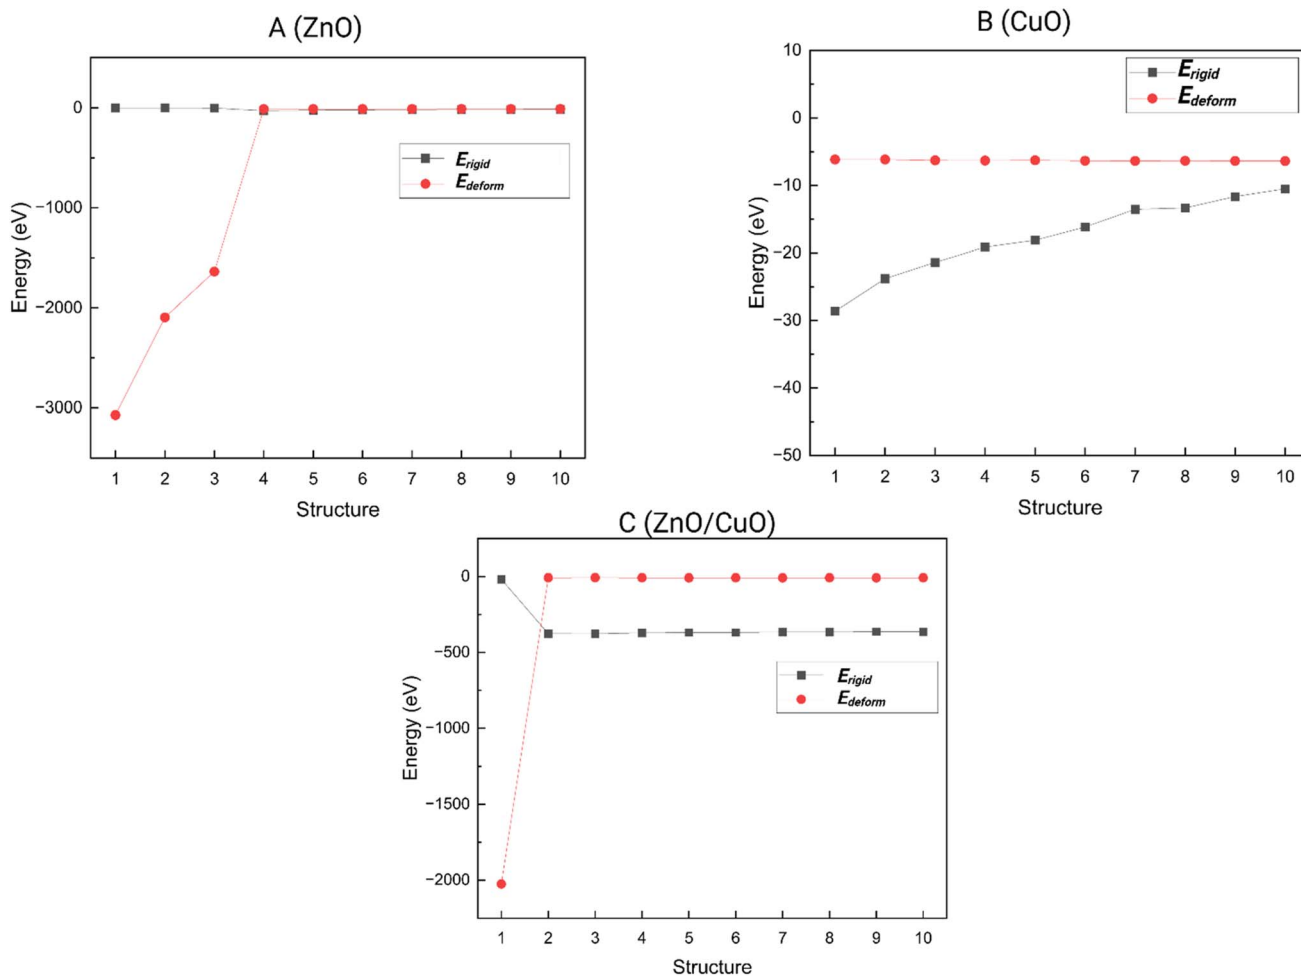 A (ZnO)
0
−1000
−2000
−3000
Energy (eV)
E_rigid
E_deform
1 2 3 4 5 6 7 8 9 10
Structure
B (CuO)
10
0
−10
−20
−30
−40
−50
Energy (eV)
E_rigid
E_deform
1 2 3 4 5 6 7 8 9 10
Structure
C (ZnO/CuO)
0
−500
−1000
−1500
−2000
Energy (eV)
E_rigid
E_deform
1 2 3 4 5 6 7 8 9 10
Structure